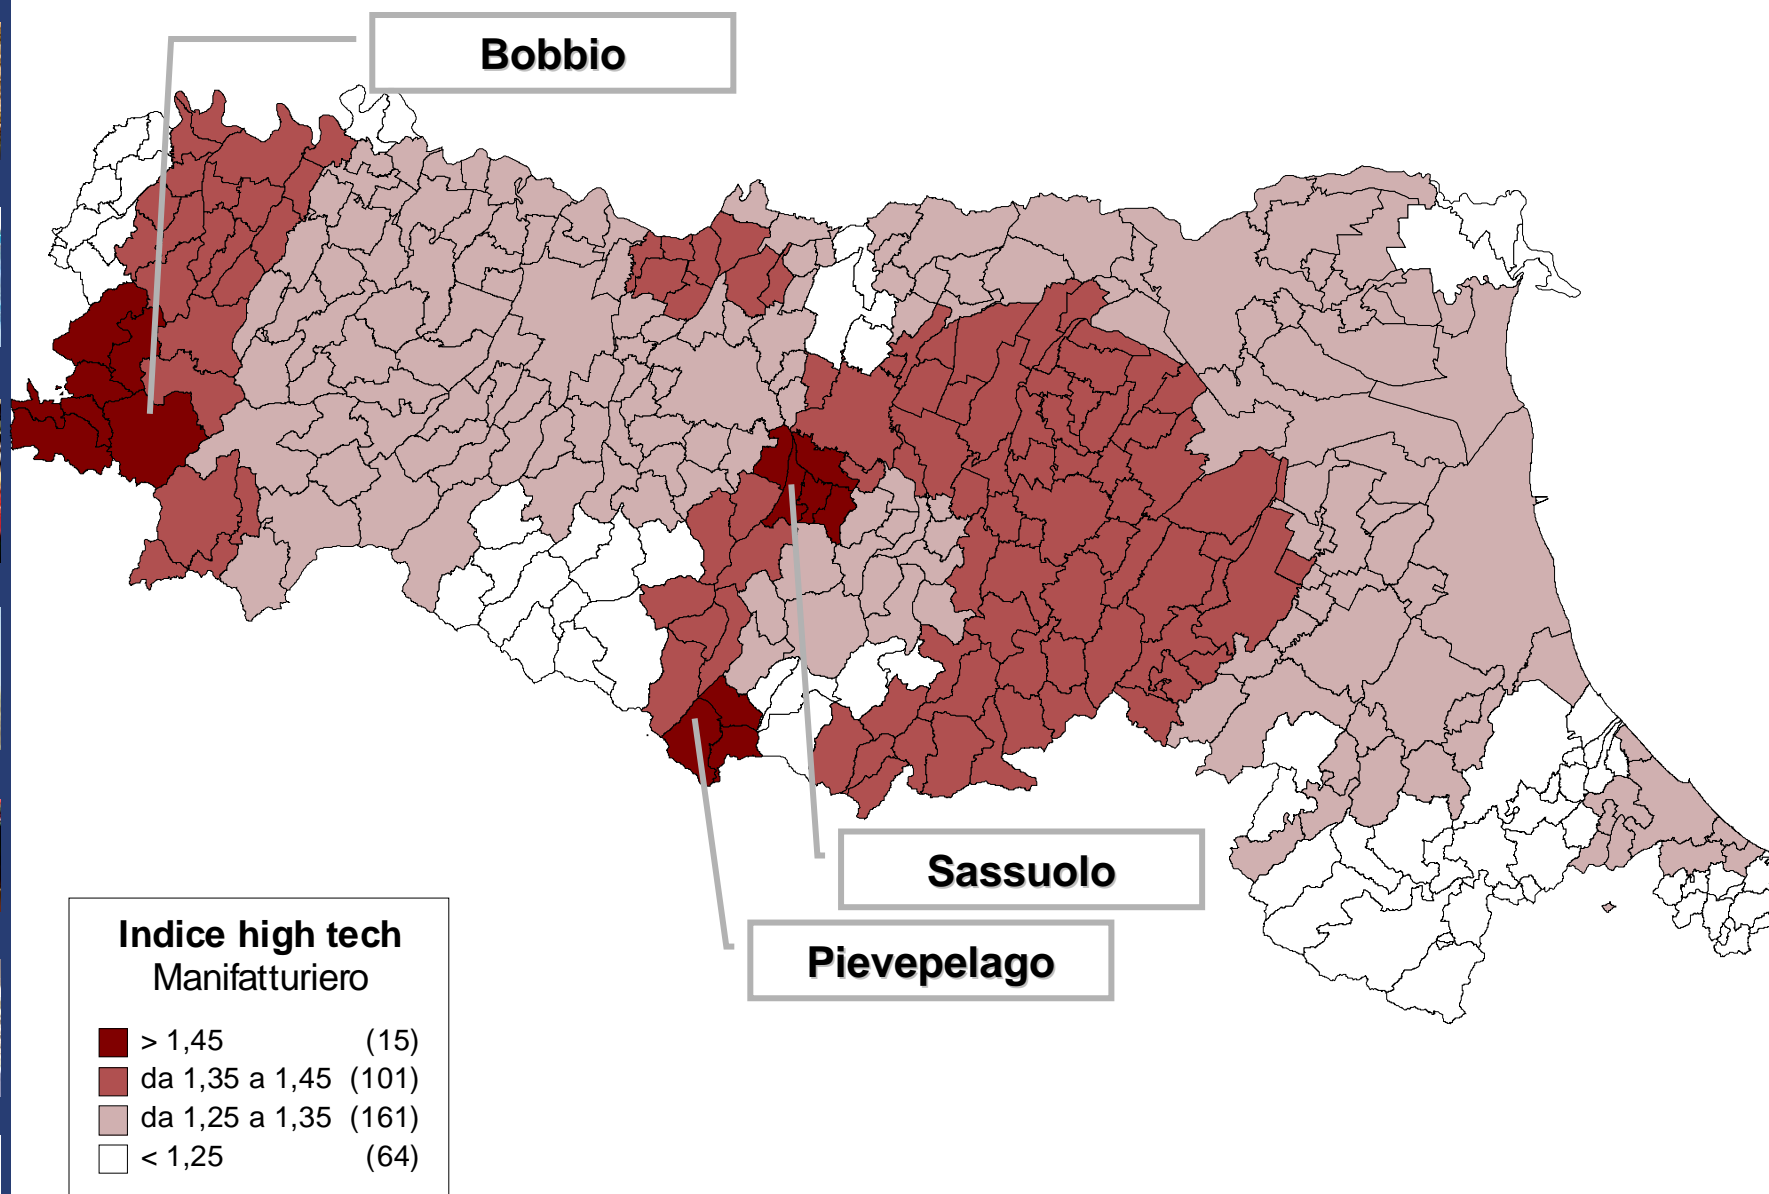 Bobbio
Sassuolo
Pievepelago
Indice high tech
Manifatturiero
> 1,45 (15)
da 1,35 a 1,45 (101)
da 1,25 a 1,35 (161)
< 1,25 (64)